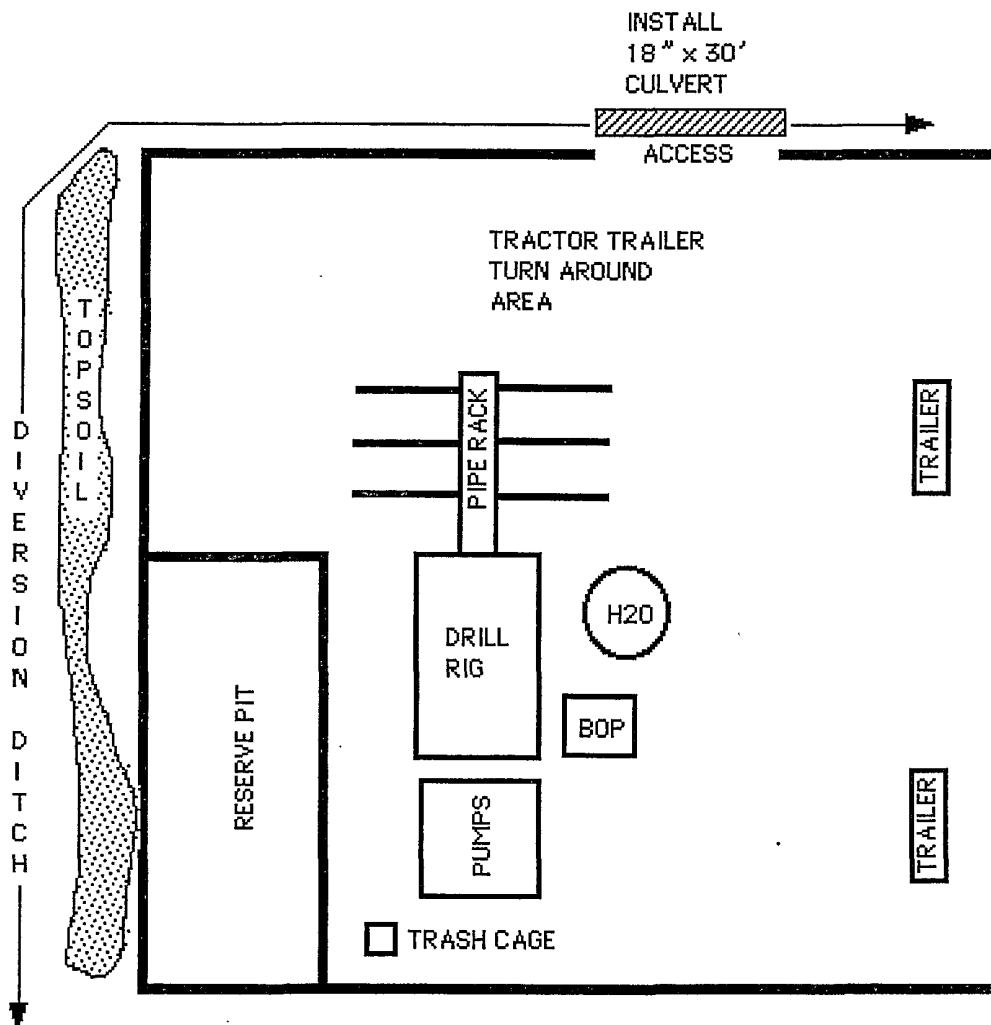 INSTALL
18" x 30'
CULVERT
ACCESS
TRACTOR TRAILER
TURN AROUND
AREA
TOPSOIL
DIVERSION DITCH
PIPE RACK
TRAILER
H2O
DRILL
RIG
RESERVE PIT
BOP
PUMPS
TRAILER
TRASH CAGE